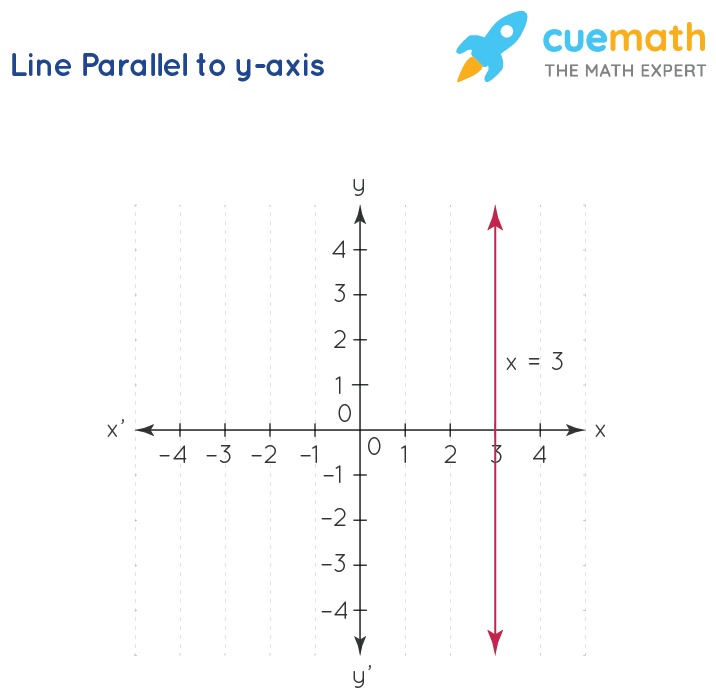 cuemath
THE MATH EXPERT
Line Parallel to y-axis
y
4
3
2
x = 3
1
0
x' x
-4 -3 -2 -1 0 1 2 3 4
-1
-2
-3
-4
y'